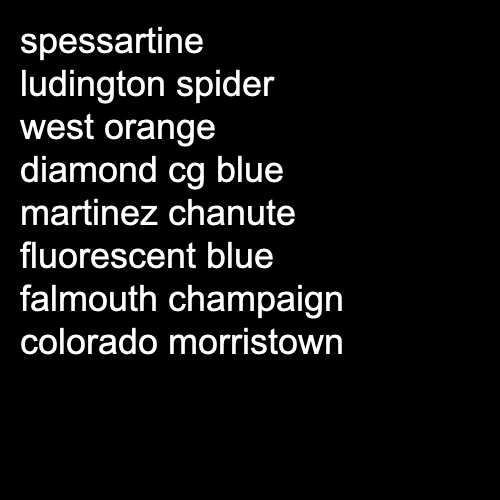 spessartine
ludington spider
west orange
diamond cg blue
martinez chanute
fluorescent blue
falmouth champaign
colorado morristown